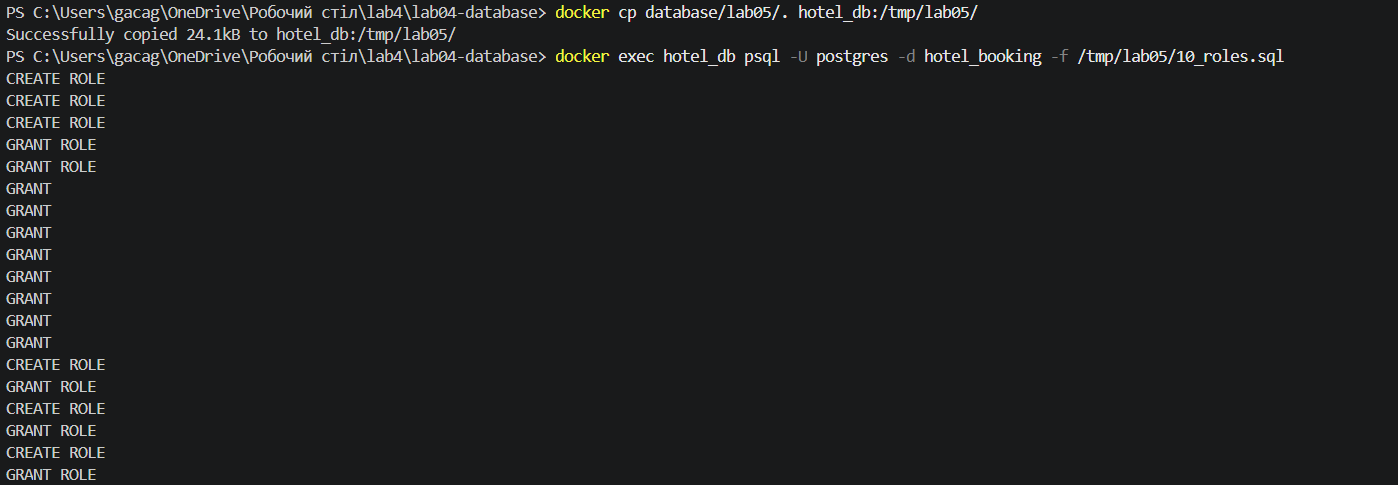 PS C:\Users\gacag\OneDrive\Робочий стіл\lab4\lab04-database> docker cp database/lab05/. hotel_db:/tmp/lab05/
Successfully copied 24.1kB to hotel_db:/tmp/lab05/
PS C:\Users\gacag\OneDrive\Робочий стіл\lab4\lab04-database> docker exec hotel_db psql -U postgres -d hotel_booking -f /tmp/lab05/10_roles.sql
CREATE ROLE
CREATE ROLE
CREATE ROLE
GRANT ROLE
GRANT ROLE
GRANT
GRANT
GRANT
GRANT
GRANT
GRANT
GRANT
GRANT
CREATE ROLE
GRANT ROLE
CREATE ROLE
GRANT ROLE
CREATE ROLE
GRANT ROLE